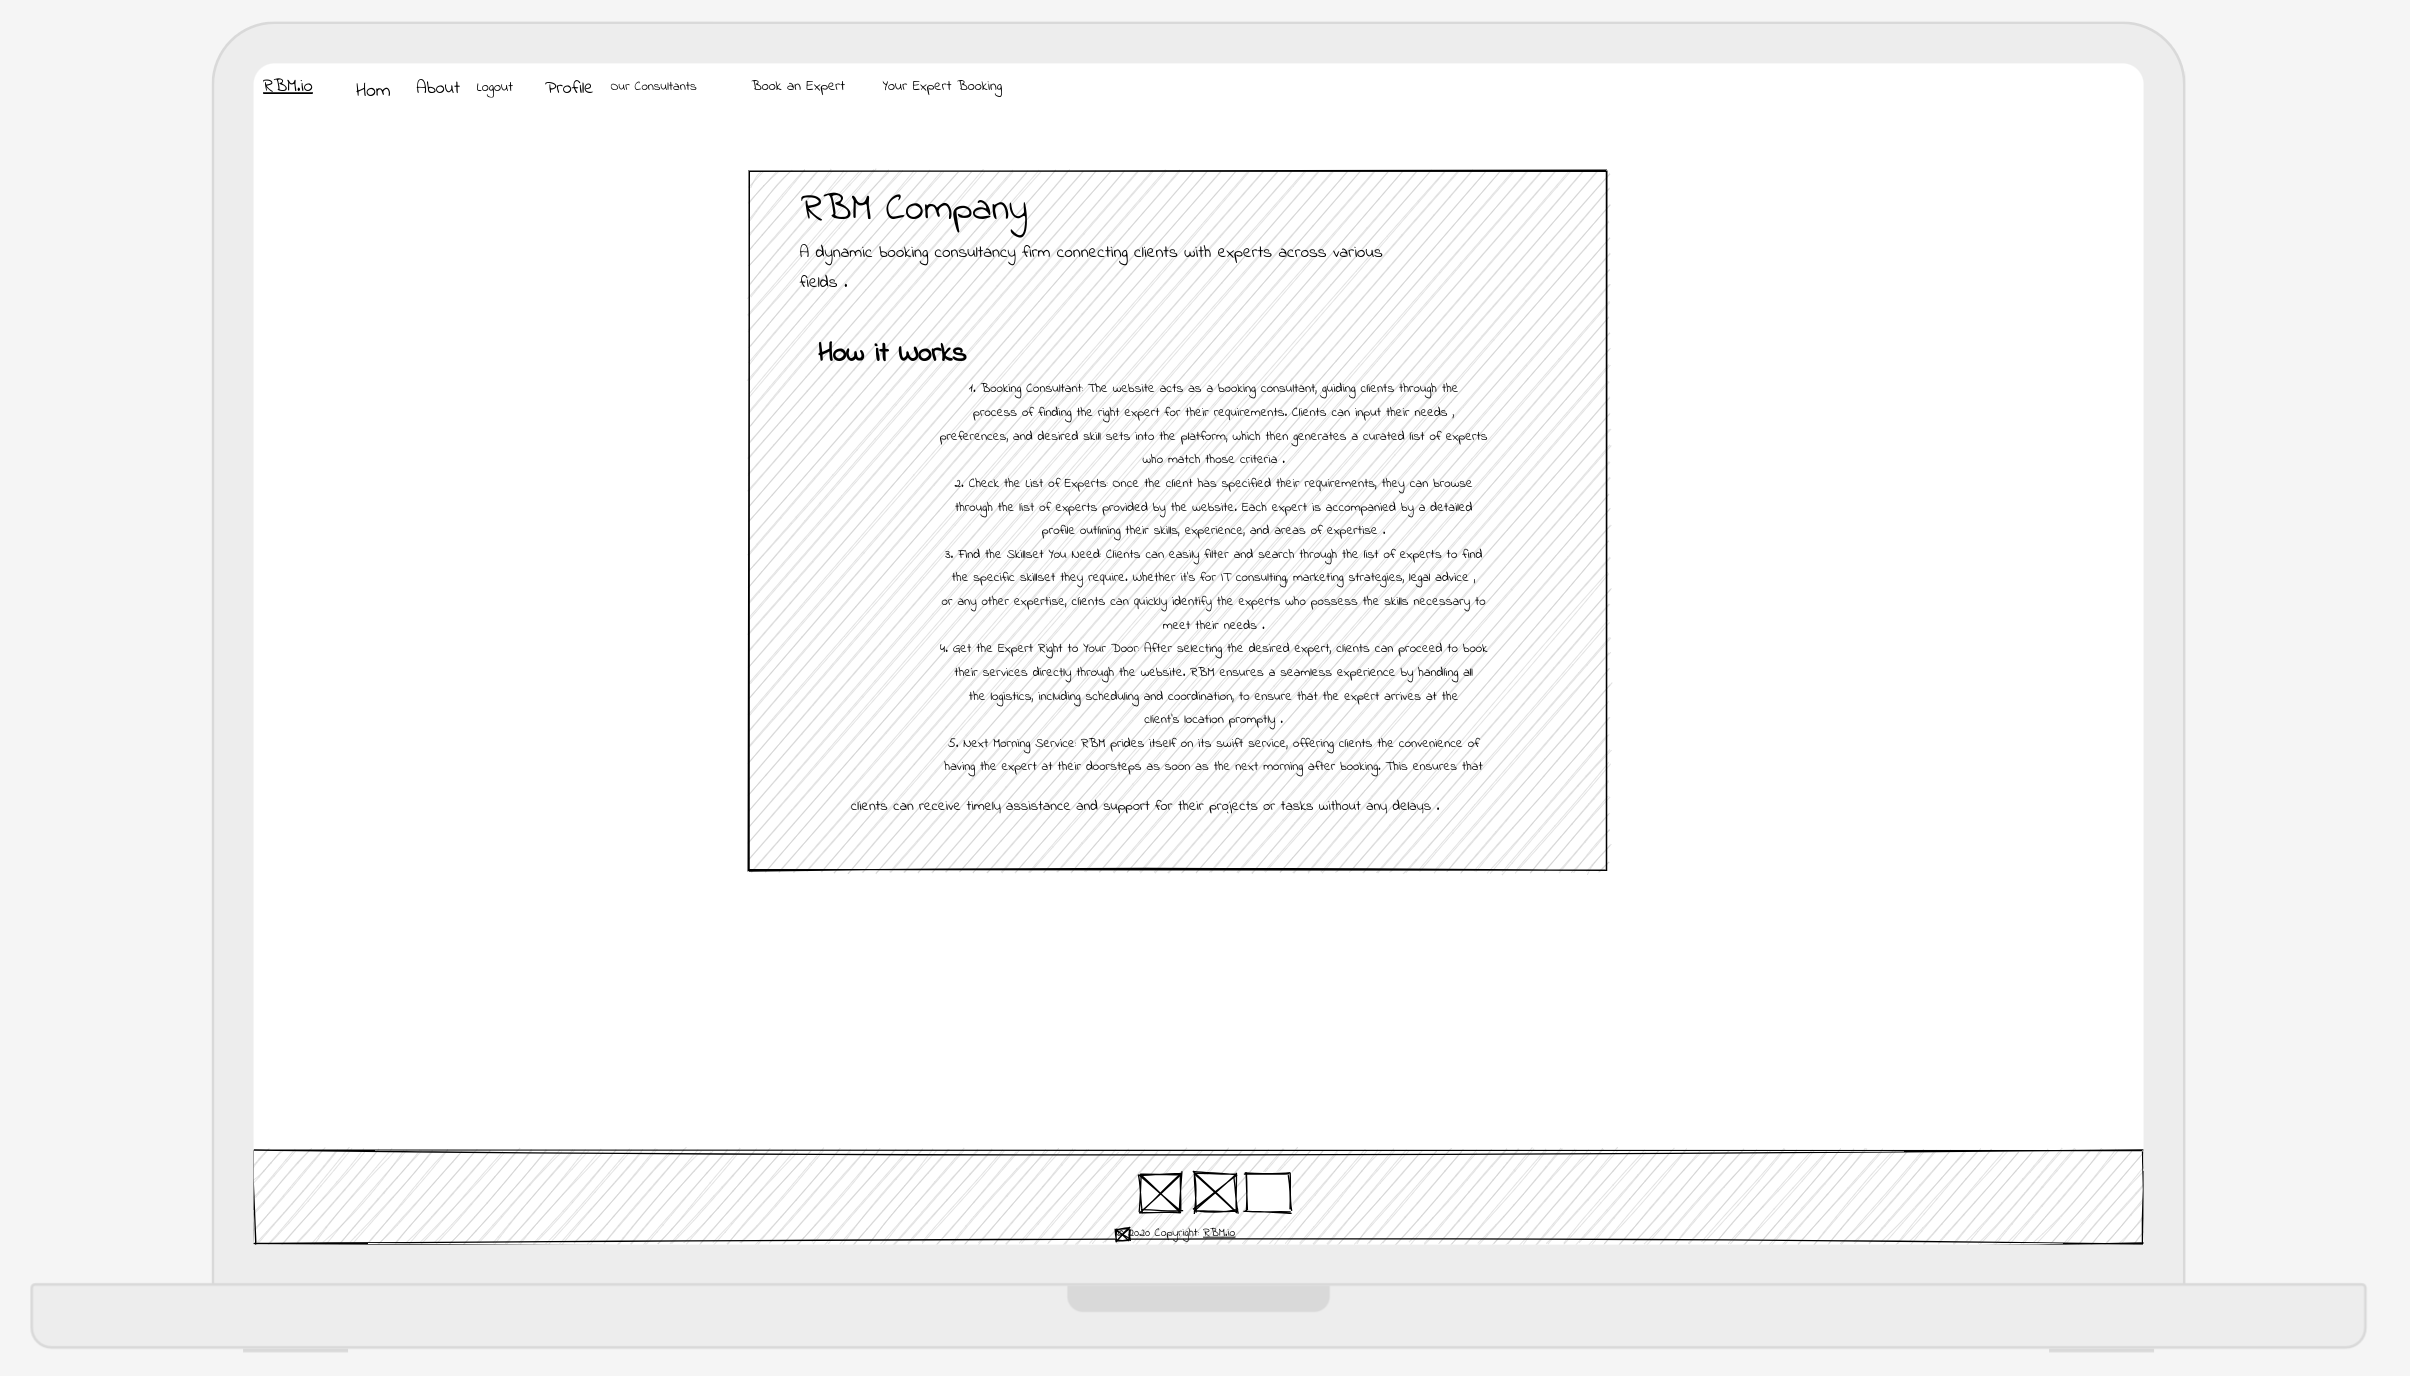 RBM.io Hom About Logout Profile Our Consultants Book an Expert Your Expert Booking
RBM Company
A dynamic booking consultancy firm connecting clients with experts across various
fields .
How it Works
1. Booking Consultant: The website acts as a booking consultant, guiding clients through the
process of finding the right expert for their requirements. Clients can input their needs ,
preferences, and desired skill sets into the platform, which then generates a curated list of experts
who match those criteria .
2. Check the List of Experts: Once the client has specified their requirements, they can browse
through the list of experts provided by the website. Each expert is accompanied by a detailed
profile outlining their skills, experience, and areas of expertise .
3. Find the Skillset You Need: Clients can easily filter and search through the list of experts to find
the specific skillset they require. Whether it's for IT consulting, marketing strategies, legal advice ,
or any other expertise, clients can quickly identify the experts who possess the skills necessary to
meet their needs .
4. Get the Expert Right to Your Door: After selecting the desired expert, clients can proceed to book
their services directly through the website. RBM ensures a seamless experience by handling all
the logistics, including scheduling and coordination, to ensure that the expert arrives at the
client's location promptly .
5. Next Morning Service: RBM prides itself on its swift service, offering clients the convenience of
having the expert at their doorsteps as soon as the next morning after booking. This ensures that
clients can receive timely assistance and support for their projects or tasks without any delays .
2020 Copyright: RBM.io